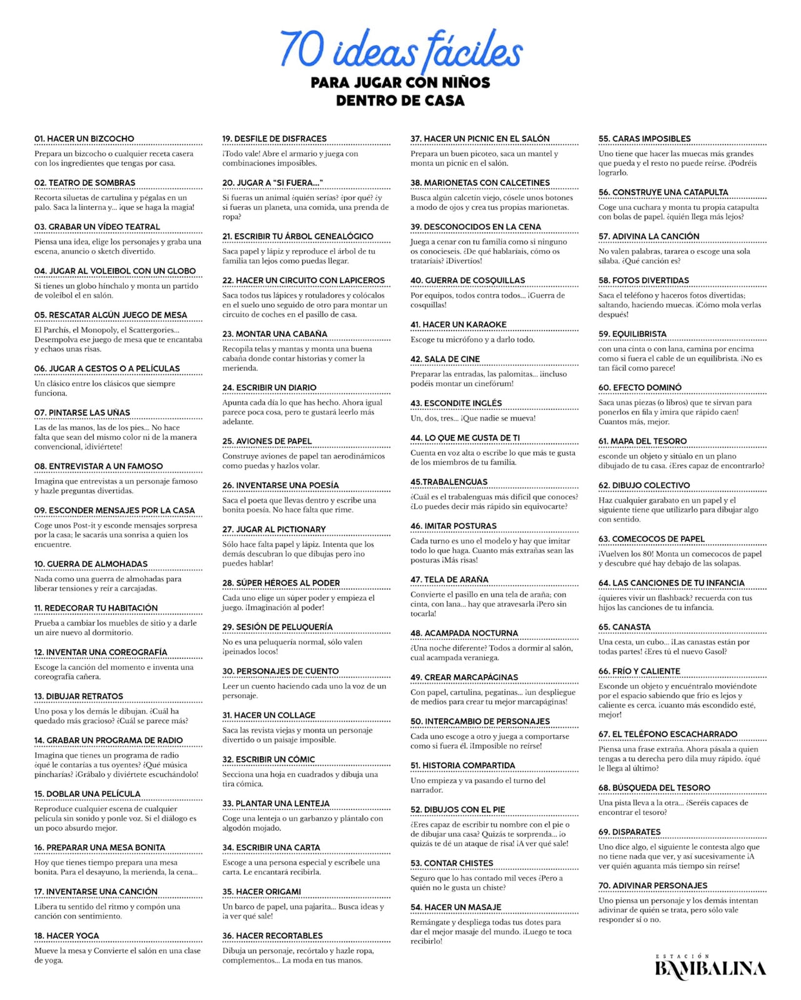 70 ideas fáciles
PARA JUGAR CON NIÑOS
DENTRO DE CASA
01. HACER UN BIZCOCHO
Prepara un bizcocho o cualquier receta casera
con los ingredientes que tengas por casa.
02. TEATRO DE SOMBRAS
Recorta siluetas de cartulina y pégalas en un
palo. Saca la linterna y... ¡que se haga la magia!
03. GRABAR UN VÍDEO TEATRAL
Piensa una idea, elige los personajes y graba una
escena, anuncio o sketch divertido.
04. JUGAR AL VOLEIBOL CON UN GLOBO
Si tienes un globo hínchalo y monta un partido
de voleibol el en salón.
05. RESCATAR ALGÚN JUEGO DE MESA
El Parchís, el Monopoly, el Scattergories...
Desempolva ese juego de mesa que te encantaba
y echaos unas risas.
06. JUGAR A GESTOS O A PELÍCULAS
Un clásico entre los clásicos que siempre
funciona.
07. PINTARSE LAS UÑAS
Las de las manos, las de los pies... No hace
falta que sean del mismo color ni de la manera
convencional, ¡diviértete!
08. ENTREVISTAR A UN FAMOSO
Imagina que entrevistas a un personaje famoso
y hazle preguntas divertidas.
09. ESCONDER MENSAJES POR LA CASA
Coge unos Post-it y esconde mensajes sorpresa
por la casa; le sacarás una sonrisa a quien los
encuentre.
10. GUERRA DE ALMOHADAS
Nada como una guerra de almohadas para
liberar tensiones y reír a carcajadas.
11. REDECORAR TU HABITACIÓN
Prueba a cambiar los muebles de sitio y a darle
un aire nuevo al dormitorio.
12. INVENTAR UNA COREOGRAFÍA
Escoge la canción del momento e inventa una
coreografía cañera.
13. DIBUJAR RETRATOS
Uno posa y los demás le dibujan. ¿Cuál ha
quedado más gracioso? ¿Cuál se parece más?
14. GRABAR UN PROGRAMA DE RADIO
Imagina que tienes un programa de radio
¿qué le contarías a tus oyentes? ¿Qué música
pincharías? ¡Grábalo y diviértete escuchándolo!
15. DOBLAR UNA PELÍCULA
Reproduce cualquier escena de cualquier
película sin sonido y ponle voz. Si el diálogo es
un poco absurdo mejor.
16. PREPARAR UNA MESA BONITA
Hoy que tienes tiempo prepara una mesa
bonita. Para el desayuno, la merienda, la cena...
17. INVENTARSE UNA CANCIÓN
Libera tu sentido del ritmo y compón una
canción con sentimiento.
18. HACER YOGA
Mueve la mesa y Convierte el salón en una clase
de yoga.
19. DESFILE DE DISFRACES
¡Todo vale! Abre el armario y juega con
combinaciones imposibles.
20. JUGAR A “SI FUERA...”
Si fueras un animal ¿quién serías? ¿por qué? ¿y
si fueras un planeta, una comida, una prenda de
ropa?
21. ESCRIBIR TU ÁRBOL GENEALÓGICO
Saca papel y lápiz y reproduce el árbol de tu
familia tan lejos como puedas llegar.
22. HACER UN CIRCUITO CON LAPICEROS
Saca todos tus lápices y rotuladores y colócalos
en el suelo uno seguido de otro para montar un
circuito de coches en el pasillo de casa.
23. MONTAR UNA CABAÑA
Recopila telas y mantas y monta una buena
cabaña donde contar historias y comer la
merienda.
24. ESCRIBIR UN DIARIO
Apunta cada día lo que has hecho. Ahora igual
parece poca cosa, pero te gustará leerlo más
adelante.
25. AVIONES DE PAPEL
Construye aviones de papel tan aerodinámicos
como puedas y hazlos volar.
26. INVENTARSE UNA POESÍA
Saca el poeta que llevas dentro y escribe una
bonita poesía. No hace falta que rime.
27. JUGAR AL PICTIONARY
Sólo hace falta papel y lápiz. Intenta que los
demás descubran lo que dibujas pero ¡no
puedes hablar!
28. SÚPER HÉROES AL PODER
Cada uno elige un súper poder y empieza el
juego. ¡Imaginación al poder!
29. SESIÓN DE PELUQUERÍA
No es una peluquería normal, sólo valen
¡peinados locos!
30. PERSONAJES DE CUENTO
Leer un cuento haciendo cada uno la voz de un
personaje.
31. HACER UN COLLAGE
Saca las revista viejas y monta un personaje
divertido o un paisaje imposible.
32. ESCRIBIR UN CÓMIC
Secciona una hoja en cuadrados y dibuja una
tira cómica.
33. PLANTAR UNA LENTEJA
Coge una lenteja o un garbanzo y plántalo con
algodón mojado.
34. ESCRIBIR UNA CARTA
Escoge a una persona especial y escríbele una
carta. Le encantará recibirla.
35. HACER ORIGAMI
Un barco de papel, una pajarita... Busca ideas y
¡a ver qué sale!
36. HACER RECORTABLES
Dibuja un personaje, recórtalo y hazle ropa,
complementos... La moda en tus manos.
37. HACER UN PICNIC EN EL SALÓN
Prepara un buen picoteo, saca un mantel y
monta un picnic en el salón.
38. MARIONETAS CON CALCETINES
Busca algún calcetín viejo, cósele unos botones
a modo de ojos y crea tus propias marionetas.
39. DESCONOCIDOS EN LA CENA
Juega a cenar con tu familia como si ninguno
os conocieseis. ¿De qué hablaríais, cómo os
trataríais? ¡Divertíos!
40. GUERRA DE COSQUILLAS
Por equipos, todos contra todos... ¡Guerra de
cosquillas!
41. HACER UN KARAOKE
Escoge tu micrófono y a darlo todo.
42. SALA DE CINE
Preparar las entradas, las palomitas... ¡incluso
podéis montar un cinefórum!
43. ESCONDITE INGLÉS
Un, dos, tres... ¡Que nadie se mueva!
44. LO QUE ME GUSTA DE TI
Cuenta en voz alta o escribe lo que más te gusta
de los miembros de tu familia.
45.TRABALENGUAS
¿Cuál es el trabalenguas más difícil que conoces?
¿Lo puedes decir más rápido sin equivocarte?
46. IMITAR POSTURAS
Cada turno es uno el modelo y hay que imitar
todo lo que haga. Cuanto más extrañas sean las
posturas ¡Más risas!
47. TELA DE ARAÑA
Convierte el pasillo en una tela de araña; con
cinta, con lana... hay que atravesarla ¡Pero sin
tocarla!
48. ACAMPADA NOCTURNA
¿Una noche diferente? Todos a dormir al salón,
cual acampada veraniega.
49. CREAR MARCAPÁGINAS
Con papel, cartulina, pegatinas... ¡un despliegue
de medios para crear tu mejor marcapáginas!
50. INTERCAMBIO DE PERSONAJES
Cada uno escoge a otro y juega a comportarse
como si fuera él. ¡Imposible no reírse!
51. HISTORIA COMPARTIDA
Uno empieza y va pasando el turno del
narrador.
52. DIBUJOS CON EL PIE
¿Eres capaz de escribir tu nombre con el pie o
de dibujar una casa? Quizás te sorprenda... ¡o
quizás te dé un ataque de risa! ¡A ver qué sale!
53. CONTAR CHISTES
Seguro que lo has contado mil veces ¿Pero a
quién no le gusta un chiste?
54. HACER UN MASAJE
Remángate y despliega todas tus dotes para
dar el mejor masaje del mundo. ¡Luego te toca
recibirlo!
55. CARAS IMPOSIBLES
Uno tiene que hacer las muecas más grandes
que pueda y el resto no puede reírse. ¿Podréis
lograrlo.
56. CONSTRUYE UNA CATAPULTA
Coge una cuchara y monta tu propia catapulta
con bolas de papel. ¿quién llega más lejos?
57. ADIVINA LA CANCIÓN
No valen palabras, tararea o escoge una sola
sílaba. ¿Qué canción es?
58. FOTOS DIVERTIDAS
Saca el teléfono y haceros fotos divertidas;
saltando, haciendo muecas. ¡Cómo mola verlas
después!
59. EQUILIBRISTA
con una cinta o con lana, camina por encima
como si fuera el cable de un equilibrista. ¡No es
tan fácil como parece!
60. EFECTO DOMINÓ
Saca unas piezas (o libros) que te sirvan para
ponerlos en fila y ¡mira que rápido caen!
Cuantos más, mejor.
61. MAPA DEL TESORO
esconde un objeto y sitúalo en un plano
dibujado de tu casa. ¿Eres capaz de encontrarlo?
62. DIBUJO COLECTIVO
Haz cualquier garabato en un papel y el
siguiente tiene que utilizarlo para dibujar algo
con sentido.
63. COMECOCOS DE PAPEL
¡Vuelven los 80! Monta un comecocos de papel
y descubre qué hay debajo de las solapas.
64. LAS CANCIONES DE TU INFANCIA
¿quieres vivir un flashback? recuerda con tus
hijos las canciones de tu infancia.
65. CANASTA
Una cesta, un cubo... ¡Las canastas están por
todas partes! ¿Eres tú el nuevo Gasol?
66. FRÍO Y CALIENTE
Esconde un objeto y encuéntralo moviéndote
por el espacio sabiendo que frío es lejos y
caliente es cerca. ¡cuanto más escondido esté,
mejor!
67. EL TELÉFONO ESCACHARRADO
Piensa una frase extraña. Ahora pásala a quien
tengas a tu derecha pero dila muy rápido. ¿qué
le llega al último?
68. BÚSQUEDA DEL TESORO
Una pista lleva a la otra... ¿Seréis capaces de
encontrar el tesoro?
69. DISPARATES
Uno dice algo, el siguiente le contesta algo que
no tiene nada que ver, y así sucesivamente ¡A
ver quién aguanta más tiempo sin reírse!
70. ADIVINAR PERSONAJES
Uno piensa un personaje y los demás intentan
adivinar de quién se trata, pero sólo vale
responder sí o no.
ESTACIÓN
BAMBALINA